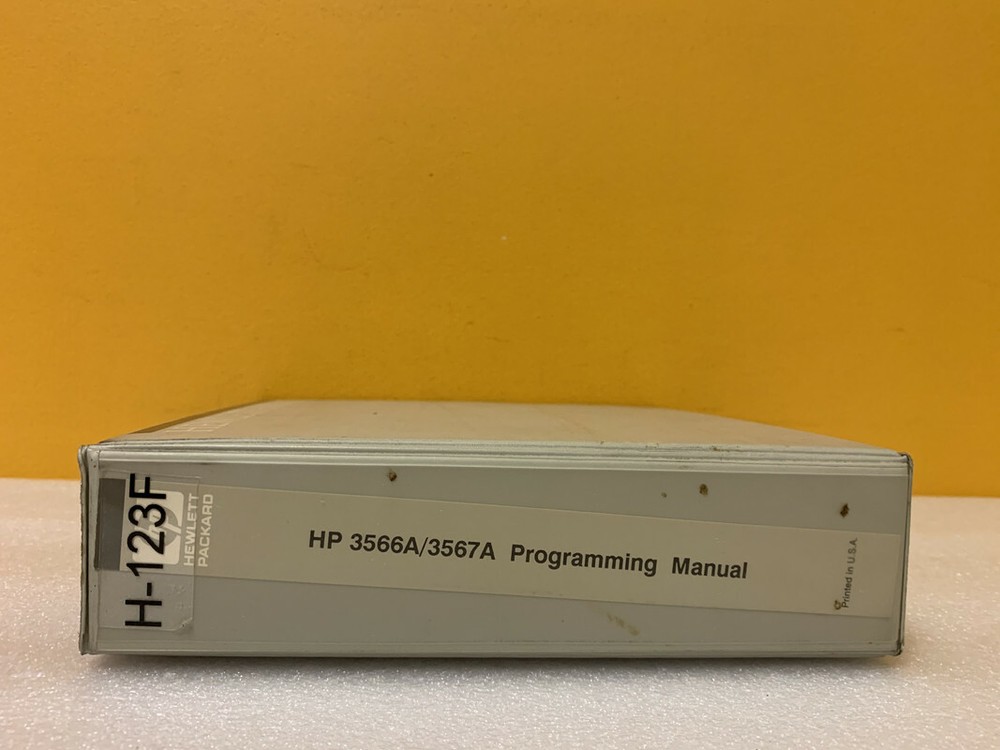 H-123F
HEWLETT
PACKARD
HP 3566A/3567A Programming Manual
Printed in U.S.A.